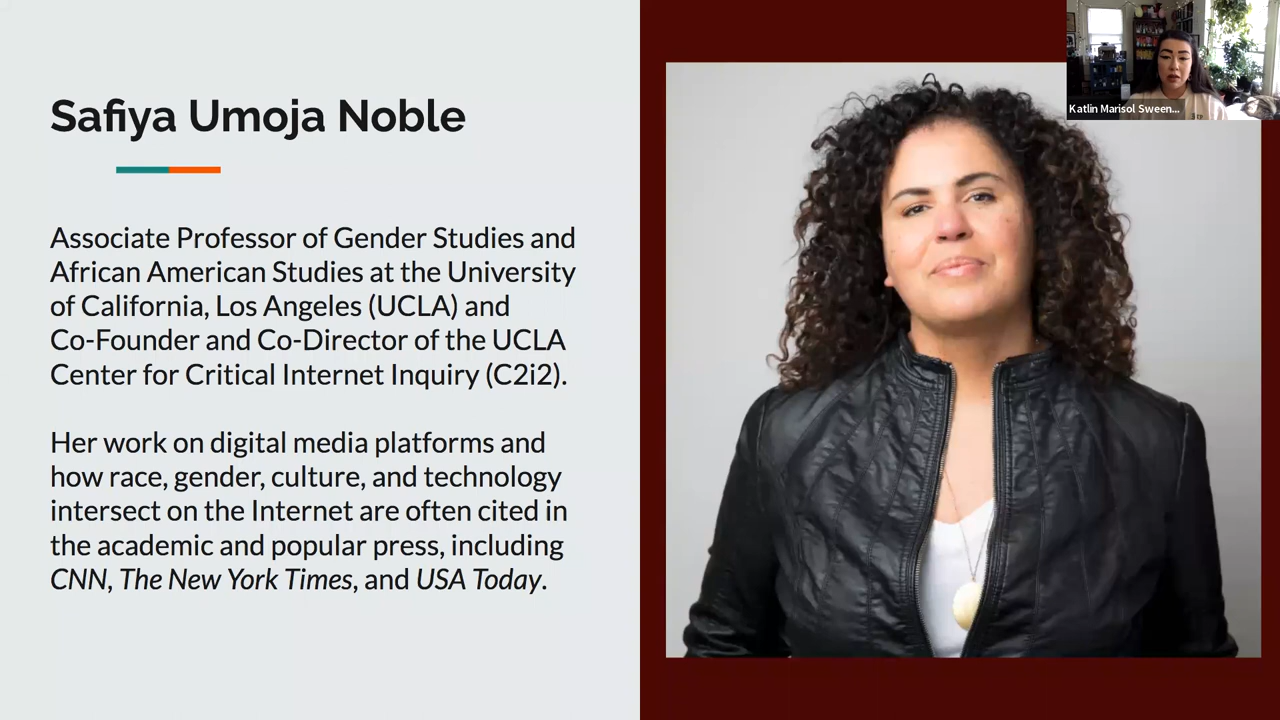 Safiya Umoja Noble
Associate Professor of Gender Studies and
African American Studies at the University
of California, Los Angeles (UCLA) and
Co-Founder and Co-Director of the UCLA
Center for Critical Internet Inquiry (C2i2).
Her work on digital media platforms and
how race, gender, culture, and technology
intersect on the Internet are often cited in
the academic and popular press, including
CNN, The New York Times, and USA Today.
Katlin Marisol Sween...